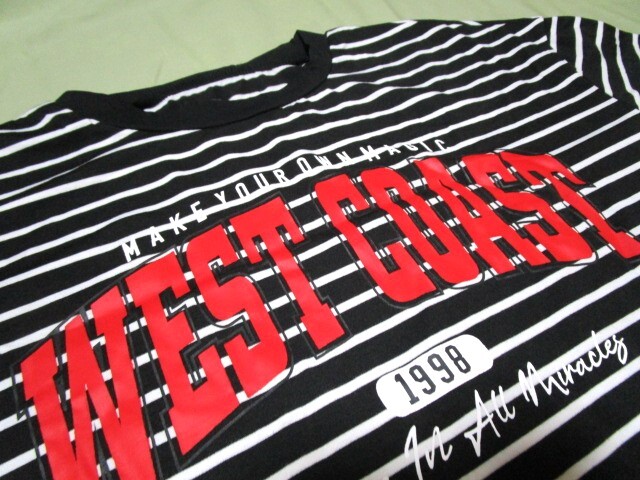 MAKE YOUR OWN MAGIC
WEST COAST
1998
In All Miracles